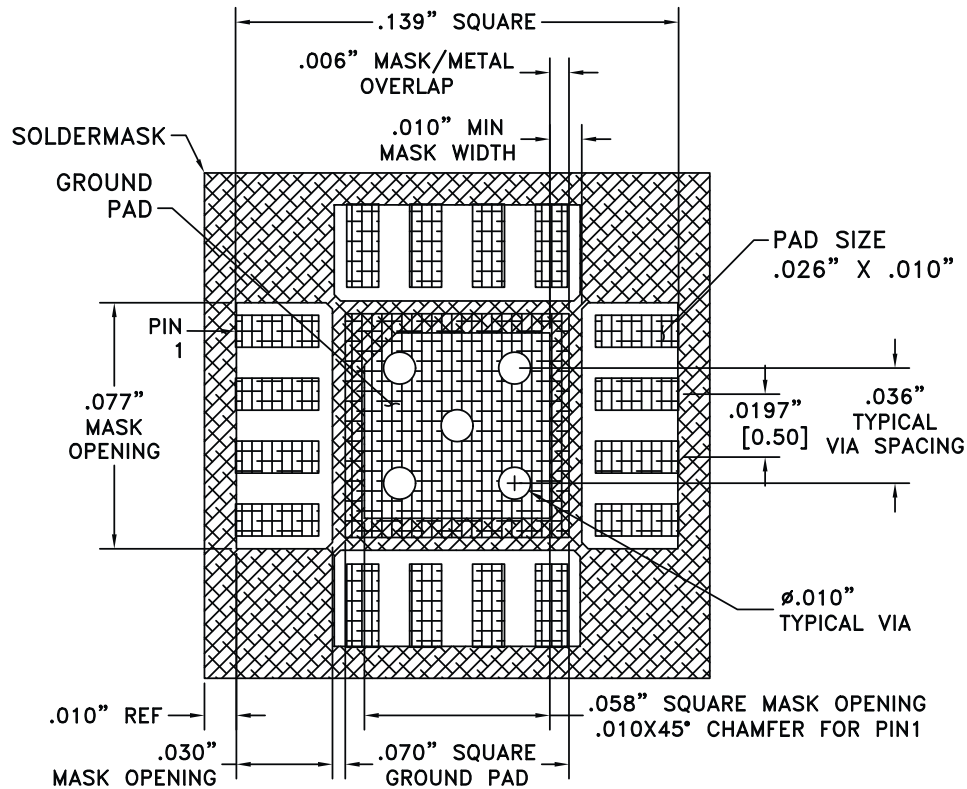 .139” SQUARE
.006” MASK/METAL
OVERLAP
.010” MIN
MASK WIDTH
SOLDERMASK
GROUND
PAD
PAD SIZE
.026” X .010”
PIN
1
.077”
MASK
OPENING
.0197”
[0.50]
.036”
TYPICAL
VIA SPACING
ø.010”
TYPICAL VIA
.010” REF
.058” SQUARE MASK OPENING
.010X45° CHAMFER FOR PIN1
.030”
MASK OPENING
.070” SQUARE
GROUND PAD